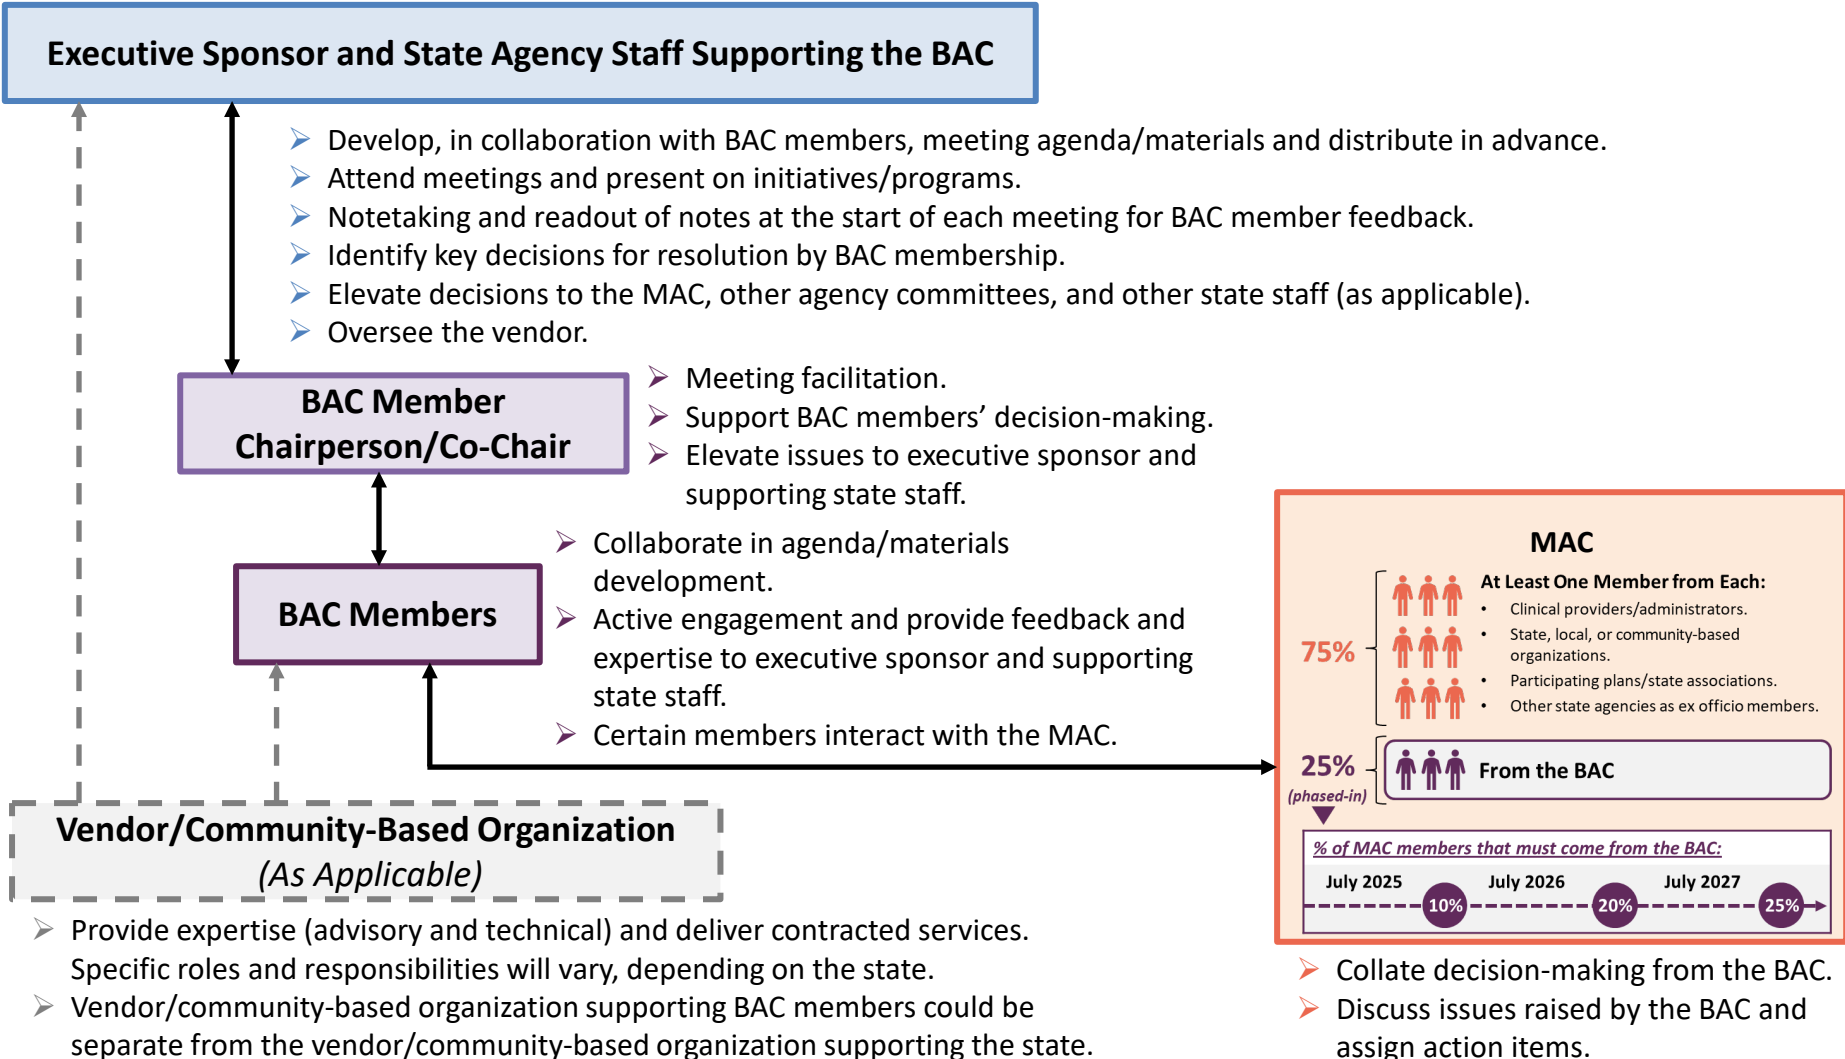 Executive Sponsor and State Agency Staff Supporting the BAC
➢ Develop, in collaboration with BAC members, meeting agenda/materials and distribute in advance.
➢ Attend meetings and present on initiatives/programs.
➢ Notetaking and readout of notes at the start of each meeting for BAC member feedback.
➢ Identify key decisions for resolution by BAC membership.
➢ Elevate decisions to the MAC, other agency committees, and other state staff (as applicable).
➢ Oversee the vendor.
BAC Member
Chairperson/Co-Chair
➢ Meeting facilitation.
➢ Support BAC members’ decision-making.
➢ Elevate issues to executive sponsor and
supporting state staff.
BAC Members
➢ Collaborate in agenda/materials
development.
➢ Active engagement and provide feedback and
expertise to executive sponsor and supporting
state staff.
➢ Certain members interact with the MAC.
Vendor/Community-Based Organization
(As Applicable)
➢ Provide expertise (advisory and technical) and deliver contracted services.
Specific roles and responsibilities will vary, depending on the state.
➢ Vendor/community-based organization supporting BAC members could be
separate from the vendor/community-based organization supporting the state.
MAC
75%
At Least One Member from Each:
• Clinical providers/administrators.
• State, local, or community-based
organizations.
• Participating plans/state associations.
• Other state agencies as ex officio members.
25%
(phased-in)
From the BAC
% of MAC members that must come from the BAC:
July 2025 July 2026 July 2027
10% 20% 25%
➢ Collate decision-making from the BAC.
➢ Discuss issues raised by the BAC and
assign action items.